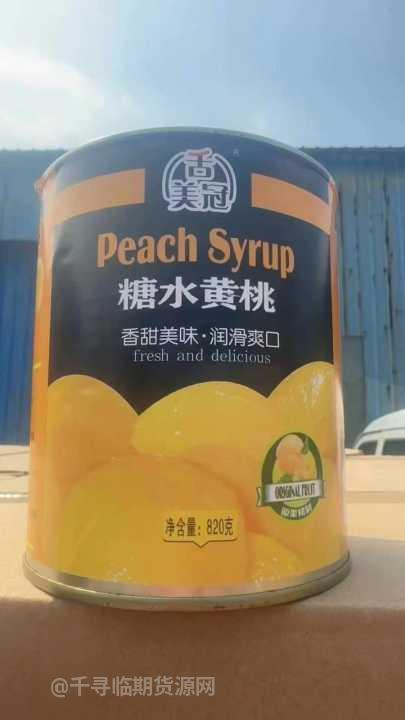 舌
美冠
Peach Syrup
糖水黄桃
香甜美味·润滑爽口
fresh and delicious
ORIGINAL FRUIT
净含量：820克
@千寻临期货源网